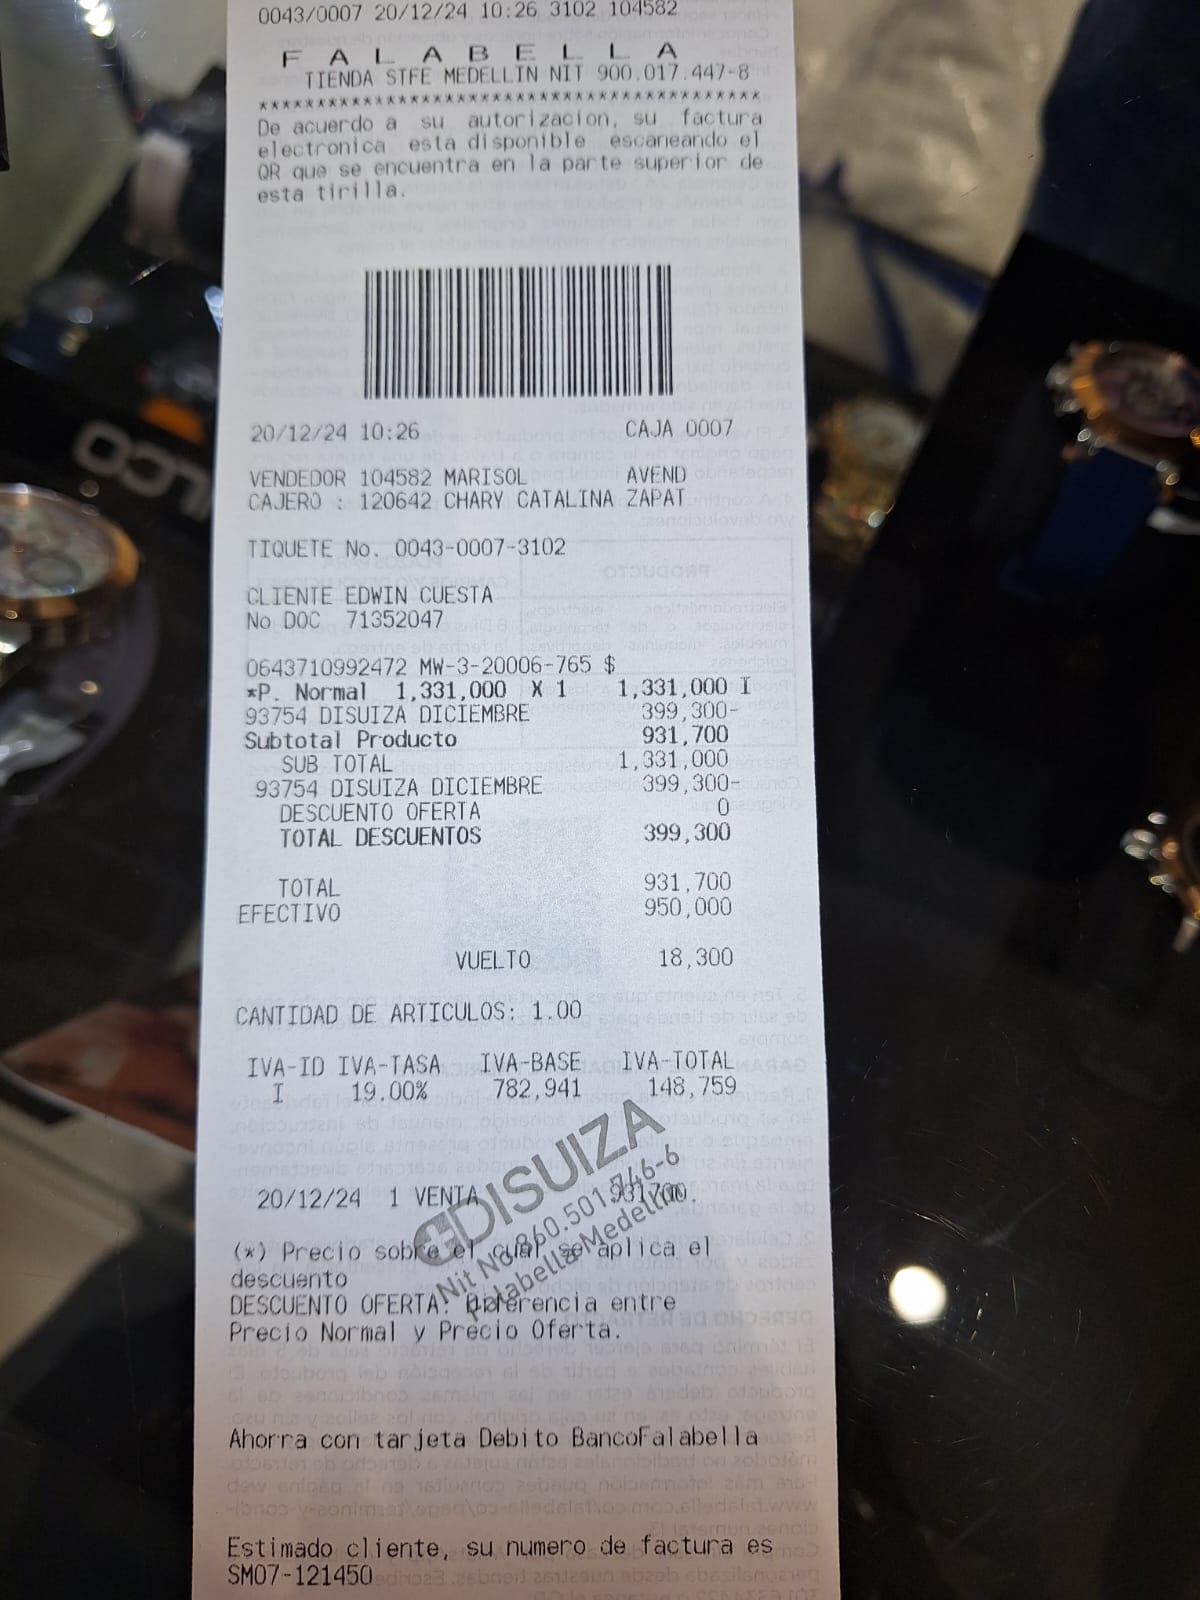 0043/0007 20/12/24 10:26 3102 104582
F A L A B E L L A
TIENDA STFE MEDELLIN NIT 900.017.447-8
*******************************************
De acuerdo a su autorizacion, su factura
electronica esta disponible escaneando el
QR que se encuentra en la parte superior de
esta tirilla.
20/12/24 10:26 CAJA 0007
VENDEDOR 104582 MARISOL AVEND
CAJERO : 120642 CHARY CATALINA ZAPAT
TIQUETE No. 0043-0007-3102
CLIENTE EDWIN CUESTA
No DOC 71352047
0643710992472 MW-3-20006-765 $
*P. Normal 1,331,000 X 1 1,331,000 I
93754 DISUIZA DICIEMBRE 399,300-
Subtotal Producto 931,700
SUB TOTAL 1,331,000
93754 DISUIZA DICIEMBRE 399,300-
DESCUENTO OFERTA 0
TOTAL DESCUENTOS 399,300
TOTAL 931,700
EFECTIVO 950,000
VUELTO 18,300
CANTIDAD DE ARTICULOS: 1.00
IVA-ID IVA-TASA IVA-BASE IVA-TOTAL
I 19.00% 782,941 148,759
DISUIZA
Nit No.860.501.746-6
Falabella Medellin
20/12/24 1 VENTA 931700.
(*) Precio sobre el cual se aplica el
descuento
DESCUENTO OFERTA: Diferencia entre
Precio Normal y Precio Oferta.
Ahorra con tarjeta Debito BancoFalabella
Estimado cliente, su numero de factura es
SM07-121450